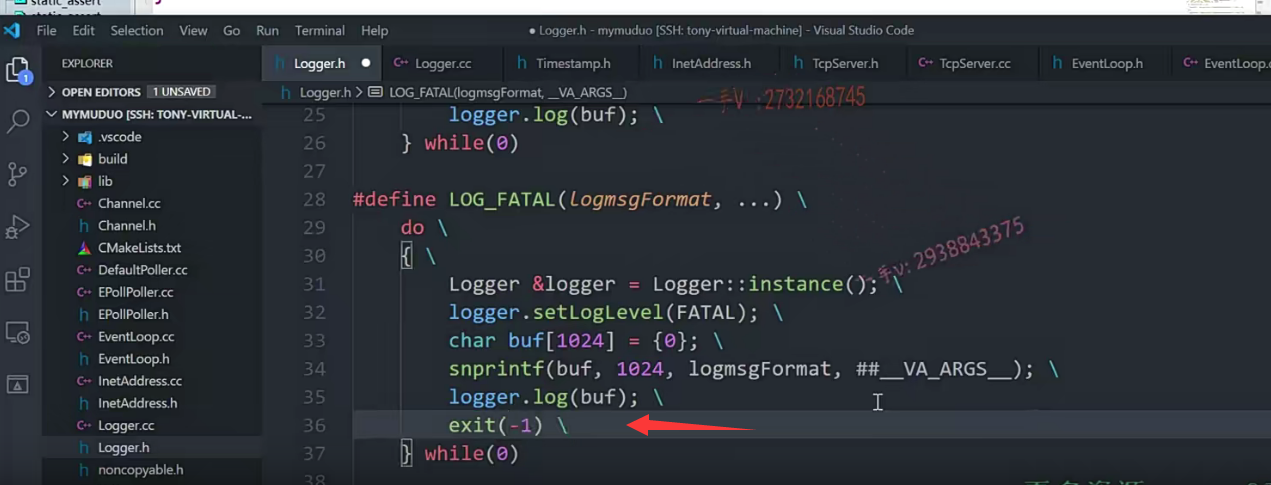 static_assert
File Edit Selection View Go Run Terminal Help
● Logger.h - mymuduo [SSH: tony-virtual-machine] - Visual Studio Code
EXPLORER
Logger.h Logger.cc Timestamp.h InetAddress.h TcpServer.h TcpServer.cc EventLoop.h EventLoop.
OPEN EDITORS 1 UNSAVED
Logger.h > LOG_FATAL(logmsgFormat, __VA_ARGS__)
一手V :2732168745
MYMUDUO [SSH: TONY-VIRTUAL-...
.vscode
build
lib
Channel.cc
Channel.h
CMakeLists.txt
DefaultPoller.cc
EPollPoller.cc
EPollPoller.h
EventLoop.cc
EventLoop.h
InetAddress.cc
InetAddress.h
Logger.cc
Logger.h
noncopyable.h
1
25 logger.log(buf); \
26 } while(0)
27
28 #define LOG_FATAL(logmsgFormat, ...) \
29 do \
30 { \
31 Logger &logger = Logger::instance(); \
32 logger.setLogLevel(FATAL); \
33 char buf[1024] = {0}; \
34 snprintf(buf, 1024, logmsgFormat, ##__VA_ARGS__); \
35 logger.log(buf); \
36 exit(-1) \
37 } while(0)
38
一手v: 2938843375